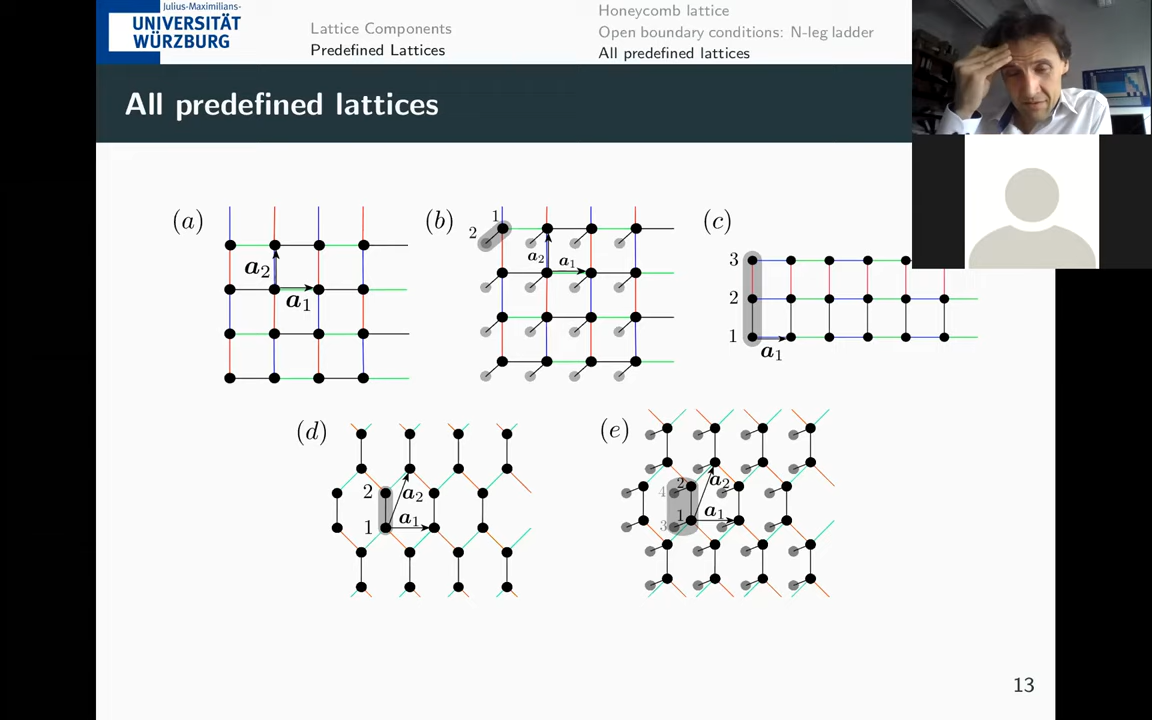 Julius-Maximilians-
UNIVERSITÄT
WÜRZBURG
Lattice Components
Predefined Lattices
Honeycomb lattice
Open boundary conditions: N-leg ladder
All predefined lattices
All predefined lattices
(a)
a2
a1
(b)
1
2
a2
a1
(c)
3
2
1
a1
(d)
2
a2
1
a1
(e)
2
a2
4
1
a1
3
13